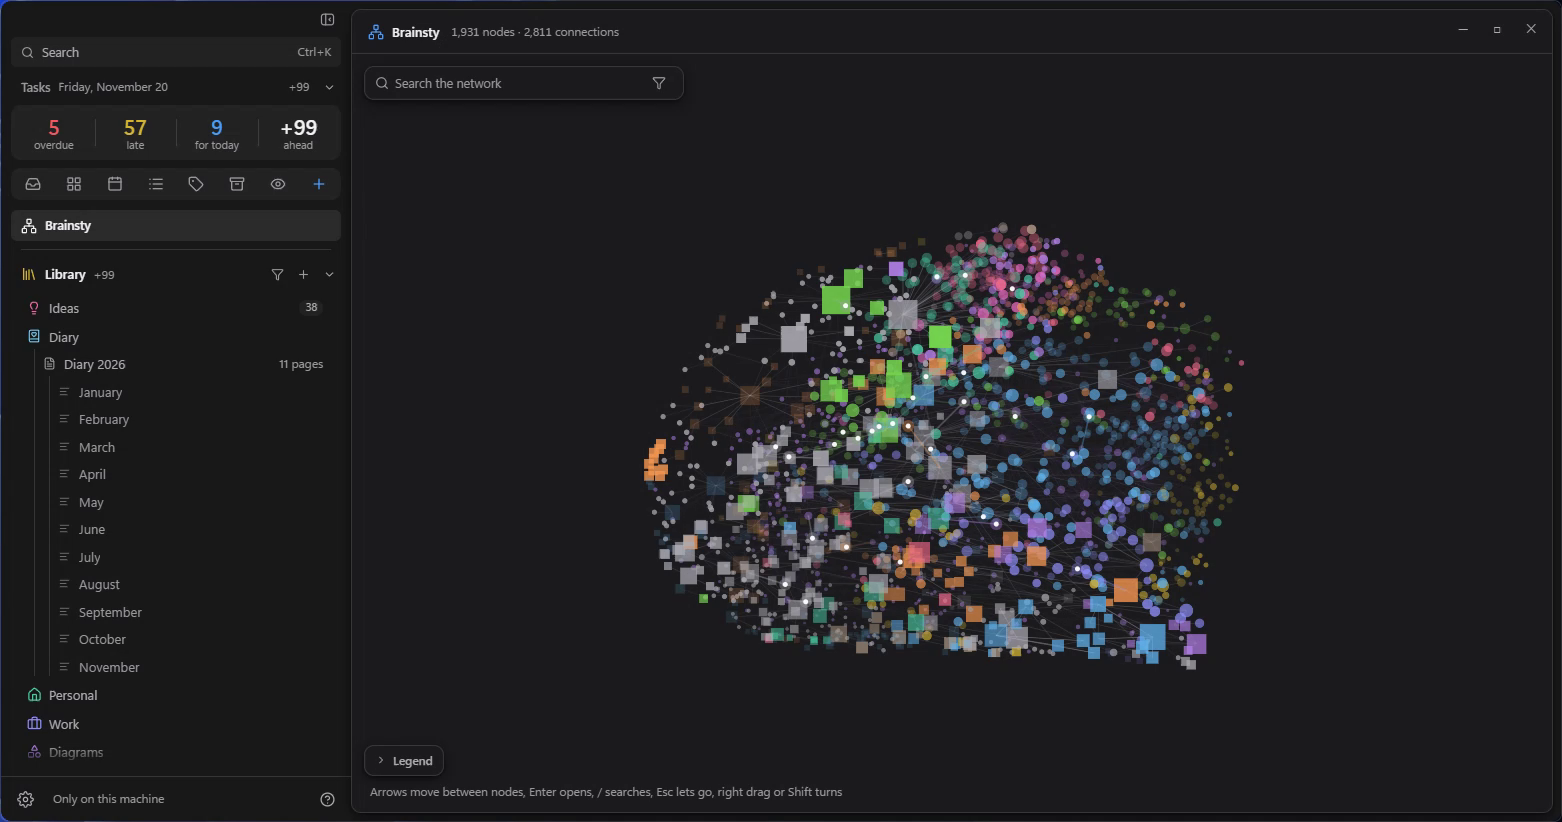 Search Ctrl+K
Tasks Friday, November 20 +99
5 57 9 +99
overdue late for today ahead
Brainsty
Library +99
Ideas 38
Diary
Diary 2026 11 pages
January
February
March
April
May
June
July
August
September
October
November
Personal
Work
Diagrams
Only on this machine
Brainsty 1,931 nodes · 2,811 connections
Search the network
Legend
Arrows move between nodes, Enter opens, / searches, Esc lets go, right drag or Shift turns